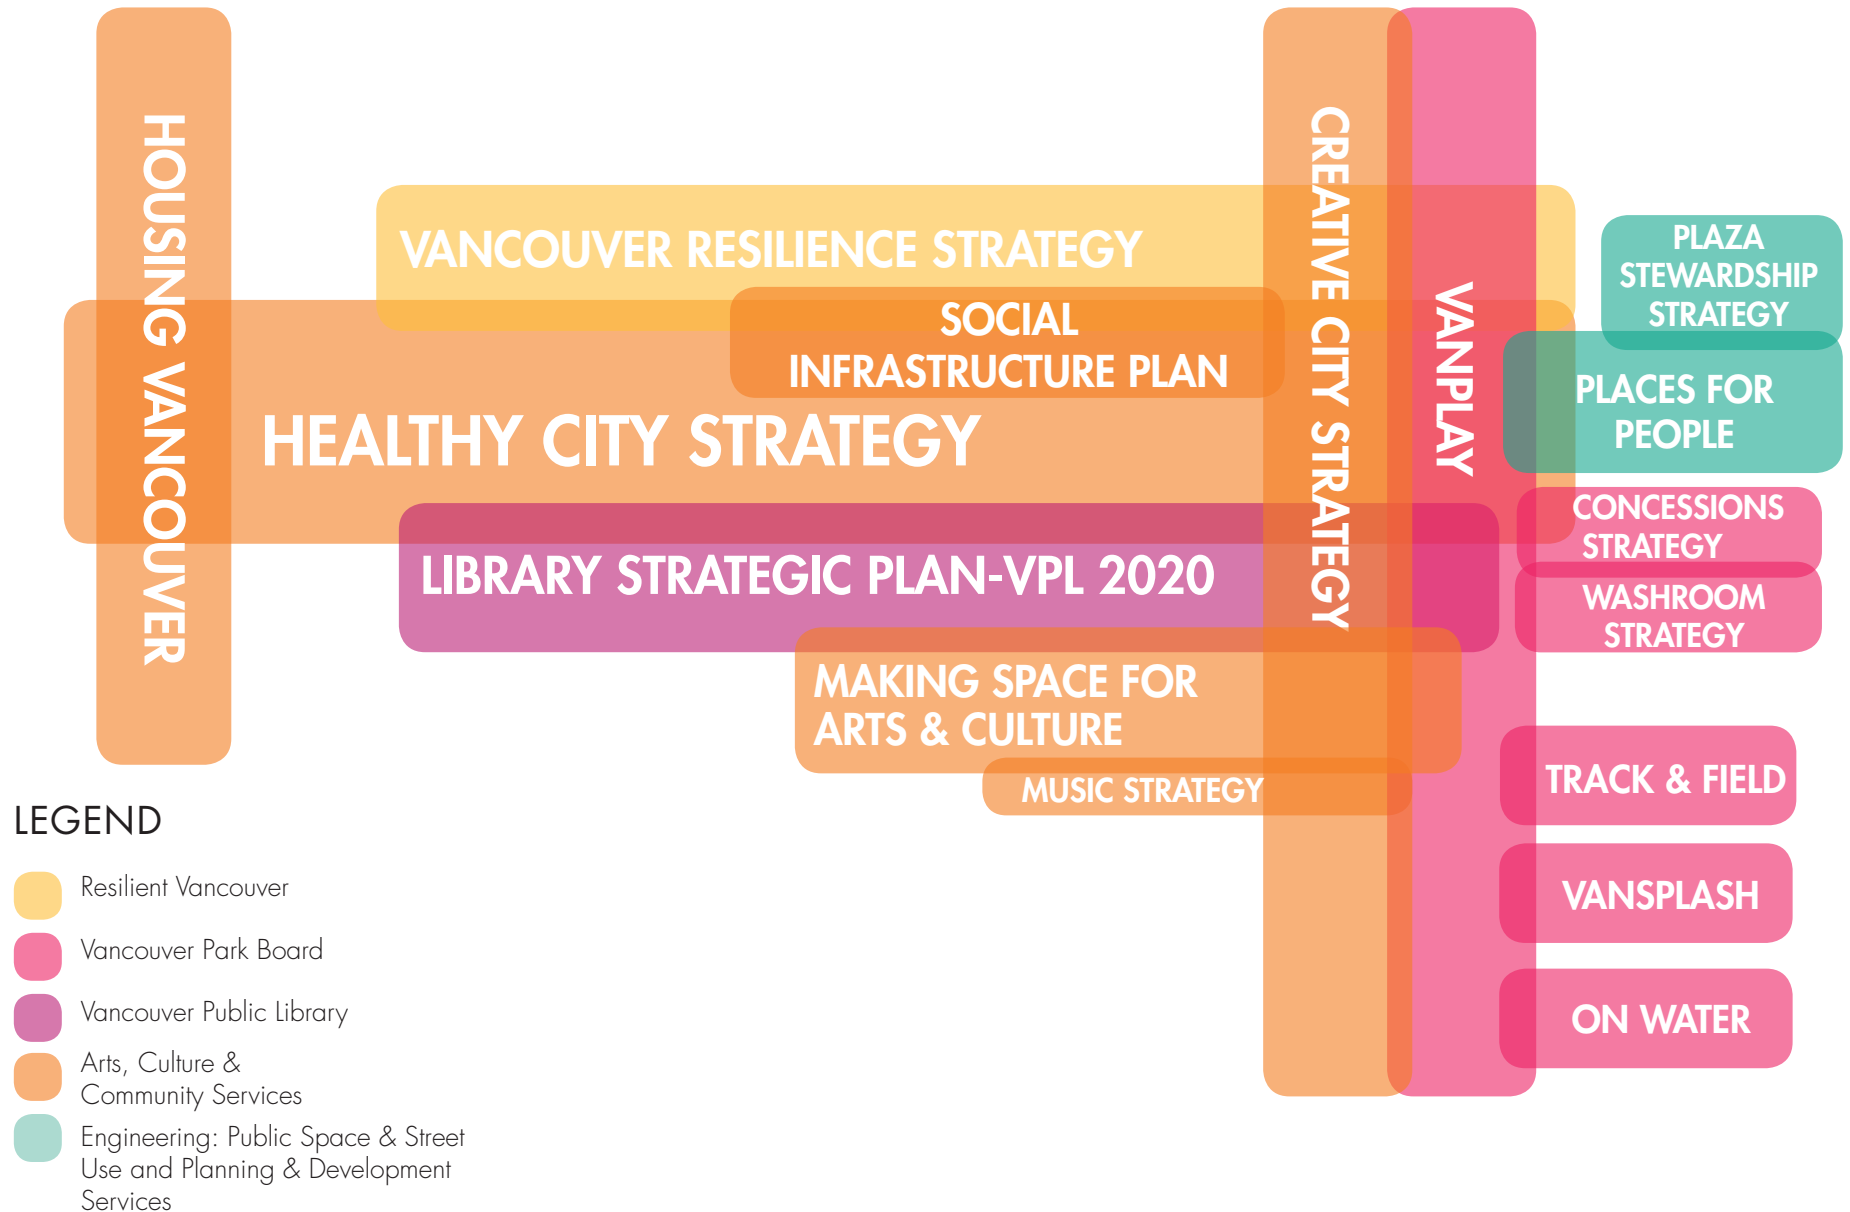 HOUSING VANCOUVER
VANCOUVER RESILIENCE STRATEGY
SOCIAL
INFRASTRUCTURE PLAN
HEALTHY CITY STRATEGY
LIBRARY STRATEGIC PLAN-VPL 2020
MAKING SPACE FOR
ARTS & CULTURE
MUSIC STRATEGY
CREATIVE CITY STRATEGY
VANPLAY
PLAZA
STEWARDSHIP
STRATEGY
PLACES FOR
PEOPLE
CONCESSIONS
STRATEGY
WASHROOM
STRATEGY
TRACK & FIELD
VANSPLASH
ON WATER
LEGEND
Resilient Vancouver
Vancouver Park Board
Vancouver Public Library
Arts, Culture &
Community Services
Engineering: Public Space & Street
Use and Planning & Development
Services